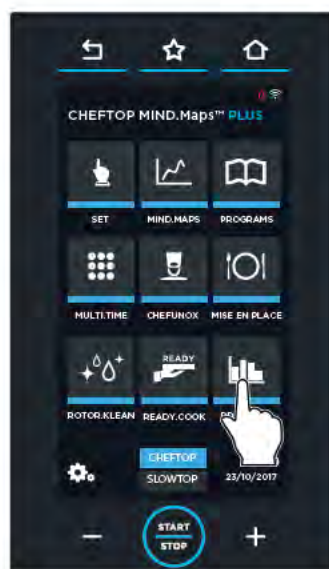 CHEFTOP MIND.Maps™ PLUS
SET
MIND.MAPS
PROGRAMS
MULTI.TIME
CHEFUNOX
MISE EN PLACE
READY
ROTOR.KLEAN
READY.COOK
CHEFTOP
SLOWTOP
23/10/2017
START
STOP